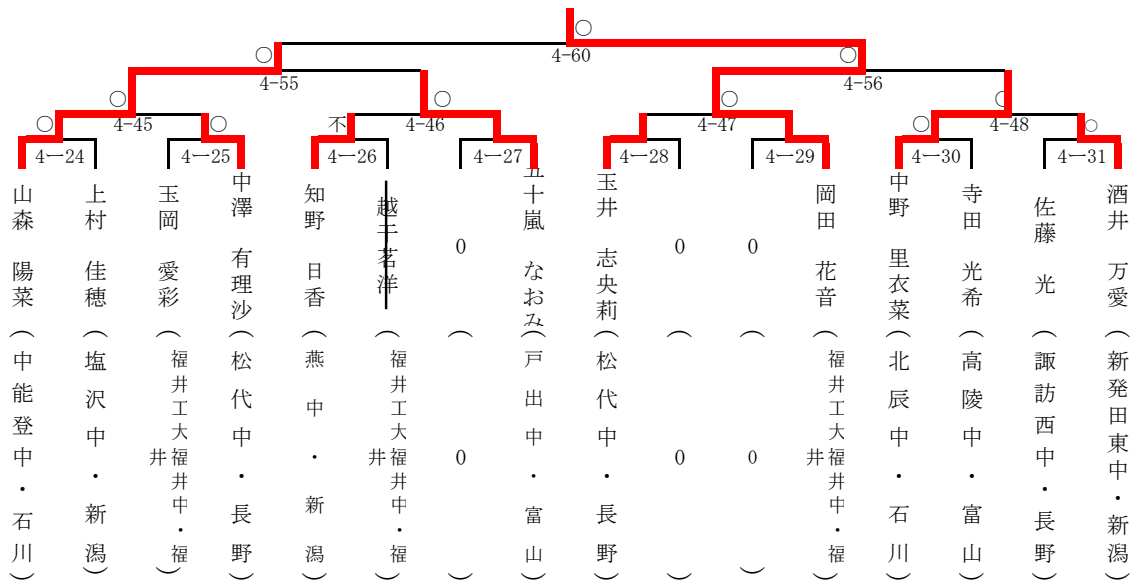 ○
4-60
○ ○
4-55 4-56
○ ○ ○ ○
4-45 不 4-46 4-47 4-48
○ ○ ○ ○
4ー24 4ー25 4ー26 4ー27 4ー28 4ー29 4ー30 4ー31
山森 陽菜 (中能登中・石川)
上村 佳穂 (塩沢中・新潟)
玉岡 愛彩 (福井工大福井中・福井)
中澤 有理沙 (松代中・長野)
知野 日香 (燕中・新潟)
越干茗洋 (福井工大福井中・福井)
0 (0)
五十嵐 なおみ (戸出中・富山)
玉井 志央莉 (松代中・長野)
0 (0)
0 (0)
岡田 花音 (福井工大福井中・福井)
中野 里衣菜 (北辰中・石川)
寺田 光希 (高陵中・富山)
佐藤 光 (諏訪西中・長野)
酒井 万愛 (新発田東中・新潟)